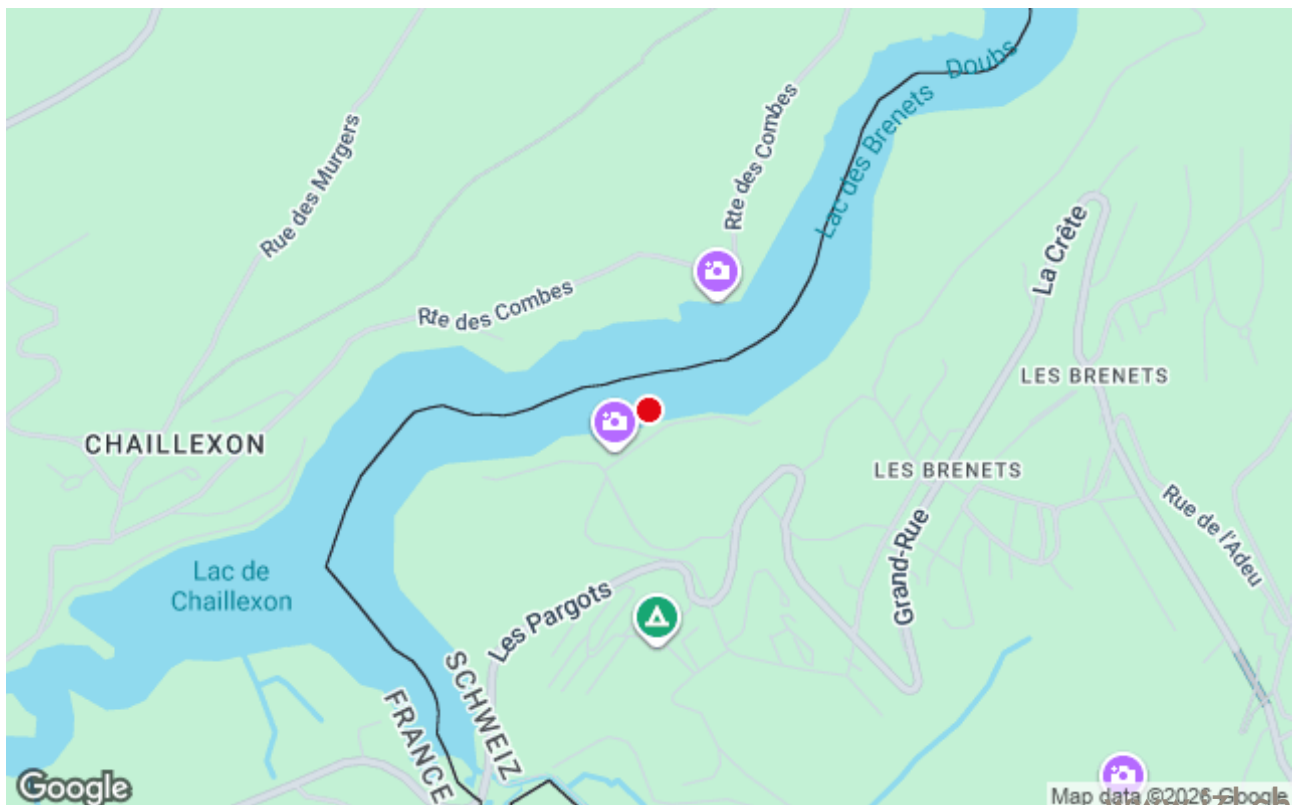 Doubs
Lac des Brenets
Rte des Combes
Rue des Murgers
La Crête
Rte des Combes
LES BRENETS
CHAILLEXON
LES BRENETS
Rue de l'Adeu
Grand-Rue
Lac de
Chaillexon
Les Pargots
SCHWEIZ
FRANCE
Google
Map data ©2026 Google